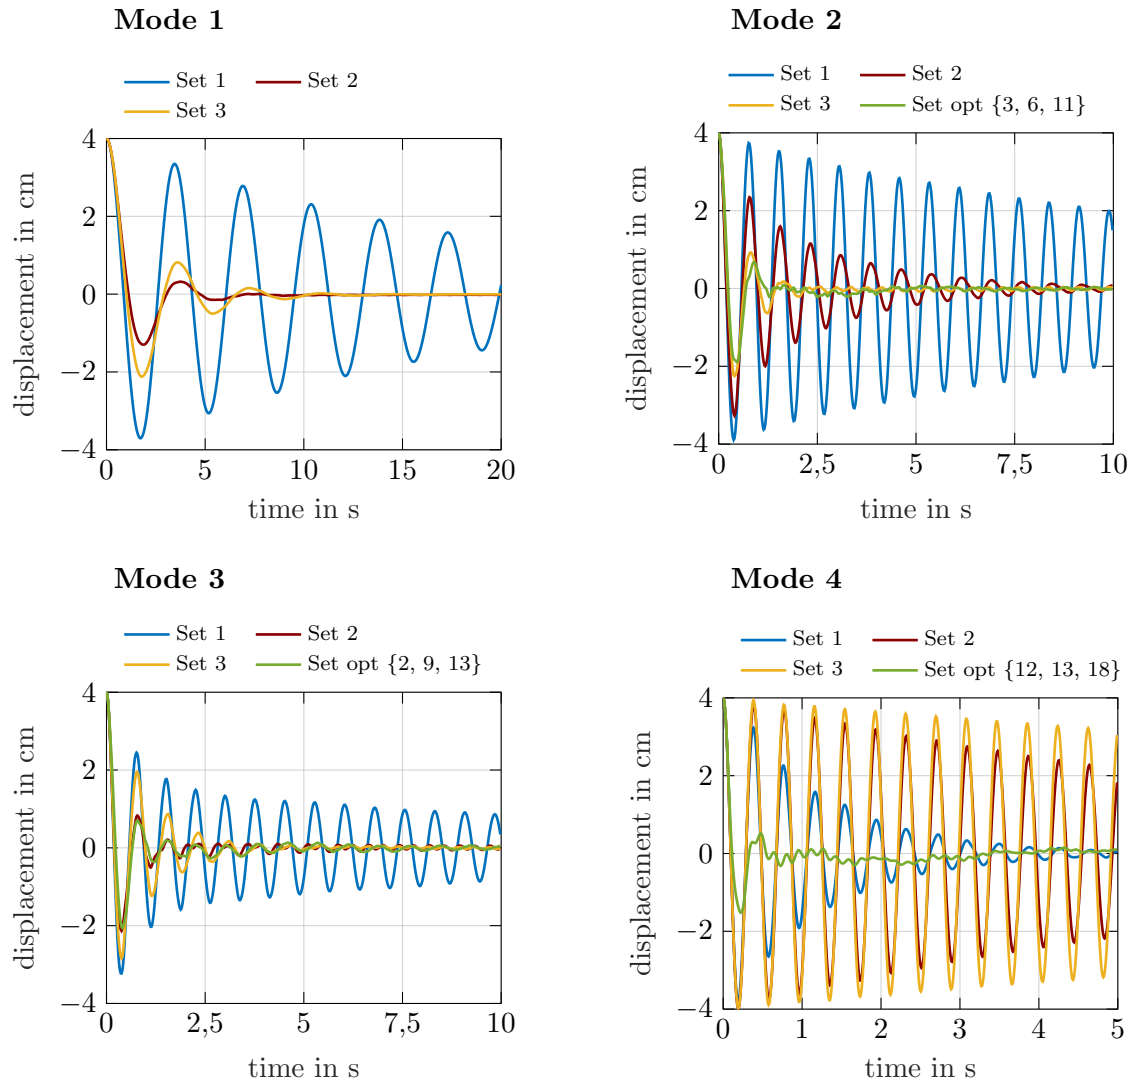 Mode 1
Set 1 Set 2
Set 3
displacement in cm
4
2
0
−2
−4
0 5 10 15 20
time in s
Mode 2
Set 1 Set 2
Set 3 Set opt {3, 6, 11}
displacement in cm
4
2
0
−2
−4
0 2,5 5 7,5 10
time in s
Mode 3
Set 1 Set 2
Set 3 Set opt {2, 9, 13}
displacement in cm
4
2
0
−2
−4
0 2,5 5 7,5 10
time in s
Mode 4
Set 1 Set 2
Set 3 Set opt {12, 13, 18}
displacement in cm
4
2
0
−2
−4
0 1 2 3 4 5
time in s